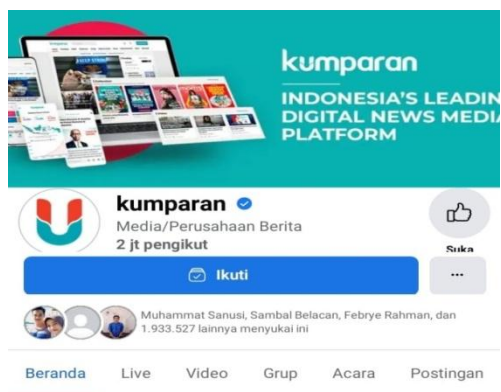 kumparan
INDONESIA'S LEADIN
DIGITAL NEWS MEDIA
PLATFORM
kumparan
Media/Perusahaan Berita
2 jt pengikut
Suka
Ikuti
...
Muhammat Sanusi, Sambal Belacan, Febrye Rahman, dan
1.933.527 lainnya menyukai ini
Beranda Live Video Grup Acara Postingan